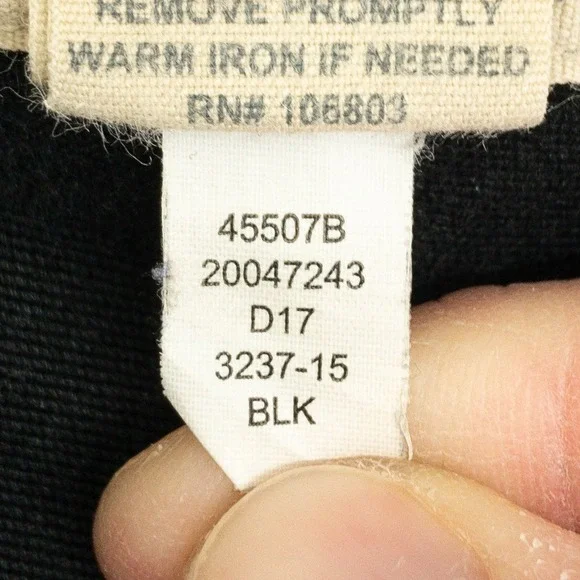 REMOVE PROMPTLY
WARM IRON IF NEEDED
RN# 106803
45507B
20047243
D17
3237-15
BLK